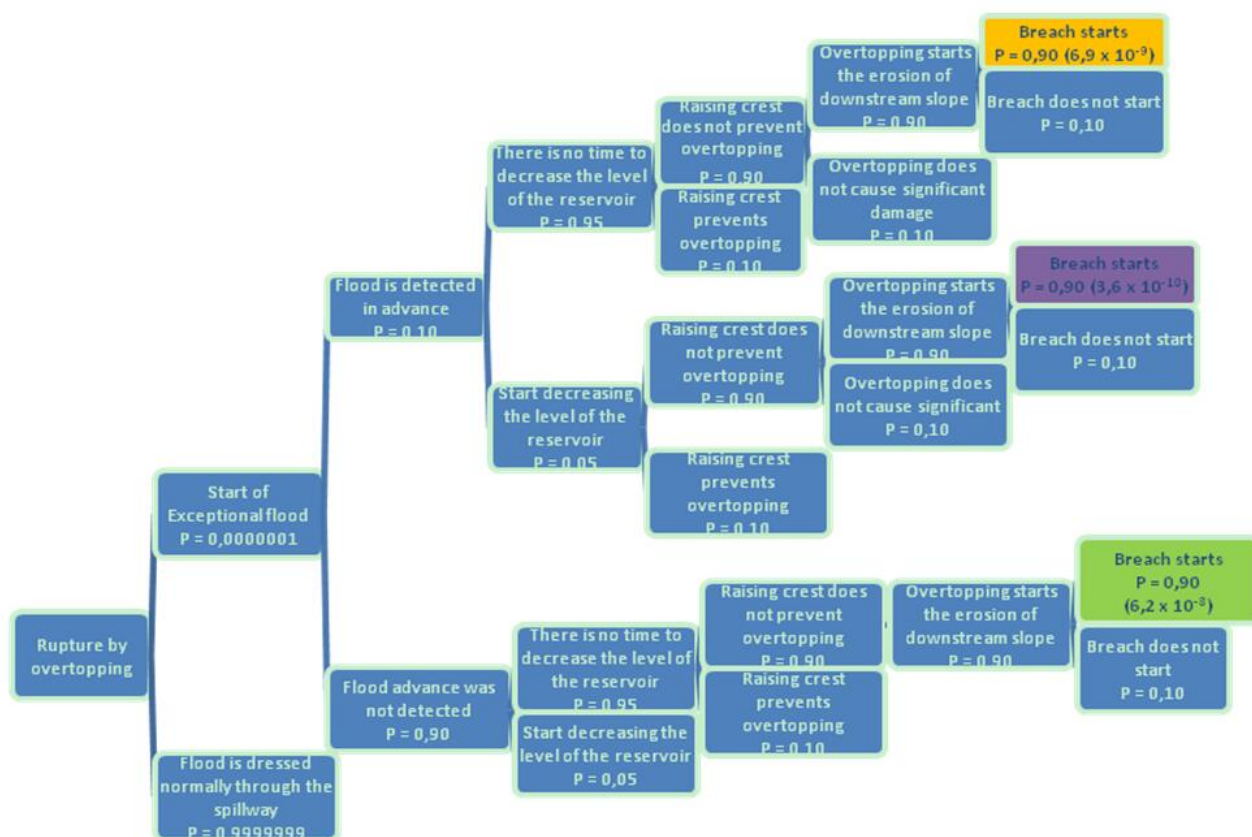 Rupture by
overtopping
Start of
Exceptional flood
P = 0,0000001
Flood is dressed
normally through the
spillway
P = 0,9999999
Flood is detected
in advance
P = 0,10
Flood advance was
not detected
P = 0,90
There is no time to
decrease the level
of the reservoir
P = 0,95
Start decreasing
the level of the
reservoir
P = 0,05
There is no time to
decrease the level of
the reservoir
P = 0,95
Start decreasing the
level of the reservoir
P = 0,05
Raising crest
does not prevent
overtopping
P = 0,90
Raising crest
prevents
overtopping
P = 0,10
Raising crest does
not prevent
overtopping
P = 0,90
Raising crest
prevents
overtopping
P = 0,10
Raising crest does
not prevent
overtopping
P = 0,90
Raising crest
prevents
overtopping
P = 0,10
Overtopping starts
the erosion of
downstream slope
P = 0,90
Overtopping does
not cause significant
damage
P = 0,10
Overtopping starts
the erosion of
downstream slope
P = 0,90
Overtopping does
not cause significant
P = 0,10
Overtopping starts
the erosion of
downstream slope
P = 0,90
Breach starts
P = 0,90 (6,9 x 10⁻⁹)
Breach does not start
P = 0,10
Breach starts
P = 0,90 (3,6 x 10⁻¹⁰)
Breach does not start
P = 0,10
Breach starts
P = 0,90
(6,2 x 10⁻⁸)
Breach does not
start
P = 0,10